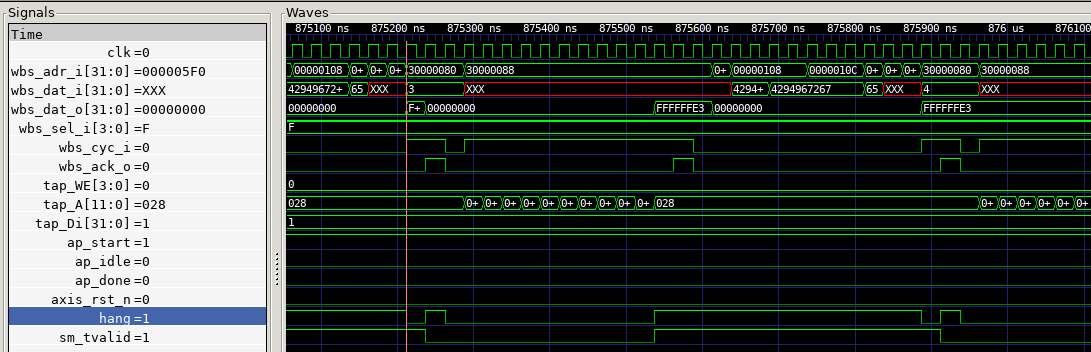 Signals
Waves
Time
875100 ns 875200 ns 875300 ns 875400 ns 875500 ns 875600 ns 875700 ns 875800 ns 875900 ns 876 us 876100
clk=0
wbs_adr_i[31:0]=000005F0 00000108 0+ 0+ 0+ 30000080 30000088 0+ 00000108 0000010C 0+ 0+ 0+ 30000080 30000088
wbs_dat_i[31:0]=XXX 42949672+ 65 XXX 3 XXX 4294+ 4294967267 65 XXX 4 XXX
wbs_dat_o[31:0]=00000000 00000000 F+ 00000000 FFFFFFE3 00000000 FFFFFFE3
wbs_sel_i[3:0]=F F
wbs_cyc_i=0
wbs_ack_o=0
tap_WE[3:0]=0 0
tap_A[11:0]=028 028 0+ 0+ 0+ 0+ 0+ 0+ 0+ 0+ 0+ 0+ 028 0+ 0+ 0+ 0+ 0+ 0+
tap_Di[31:0]=1 1
ap_start=1
ap_idle=0
ap_done=0
axis_rst_n=0
hang=1
sm_tvalid=1